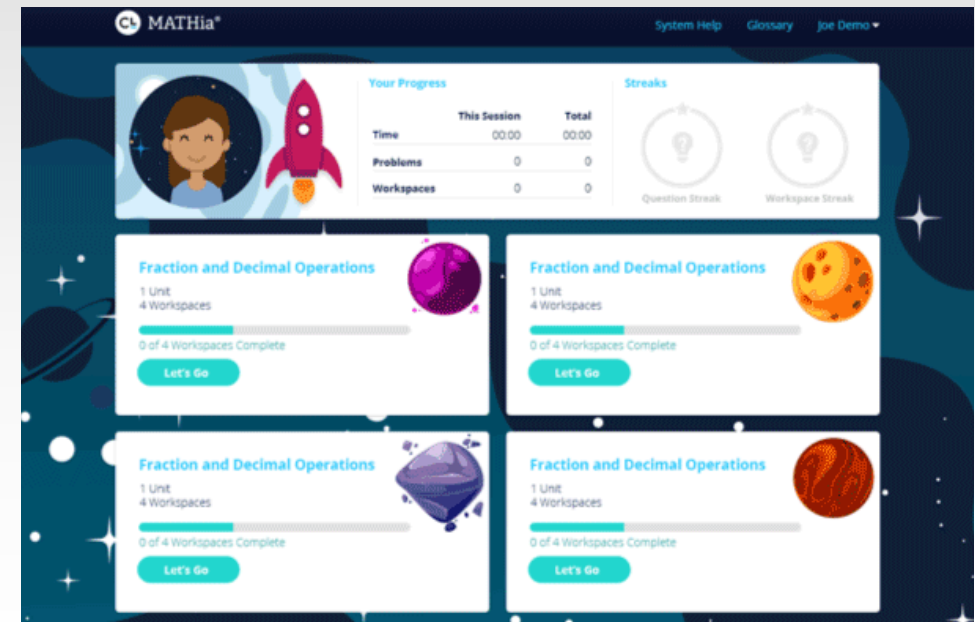 CL MATHia®
System Help Glossary Joe Demo
Your Progress
This Session Total
Time 00:00 00:00
Problems 0 0
Workspaces 0 0
Streaks
? ?
Question Streak Workspace Streak
Fraction and Decimal Operations
1 Unit
4 Workspaces
0 of 4 Workspaces Complete
Let's Go
Fraction and Decimal Operations
1 Unit
4 Workspaces
0 of 4 Workspaces Complete
Let's Go
Fraction and Decimal Operations
1 Unit
4 Workspaces
0 of 4 Workspaces Complete
Let's Go
Fraction and Decimal Operations
1 Unit
4 Workspaces
0 of 4 Workspaces Complete
Let's Go